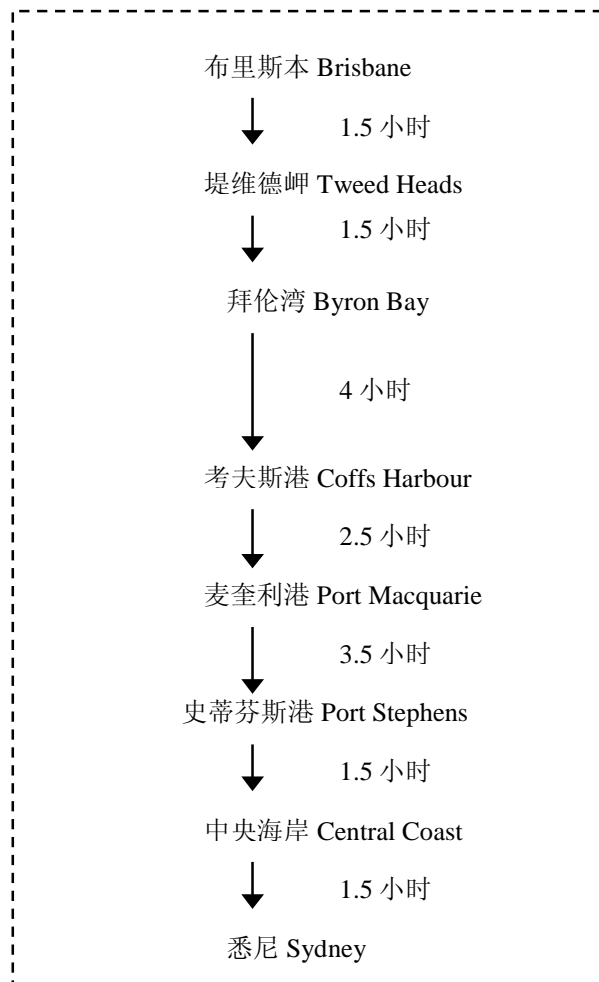 布里斯本 Brisbane
1.5 小时
堤维德岬 Tweed Heads
1.5 小时
拜伦湾 Byron Bay
4 小时
考夫斯港 Coffs Harbour
2.5 小时
麦奎利港 Port Macquarie
3.5 小时
史蒂芬斯港 Port Stephens
1.5 小时
中央海岸 Central Coast
1.5 小时
悉尼 Sydney